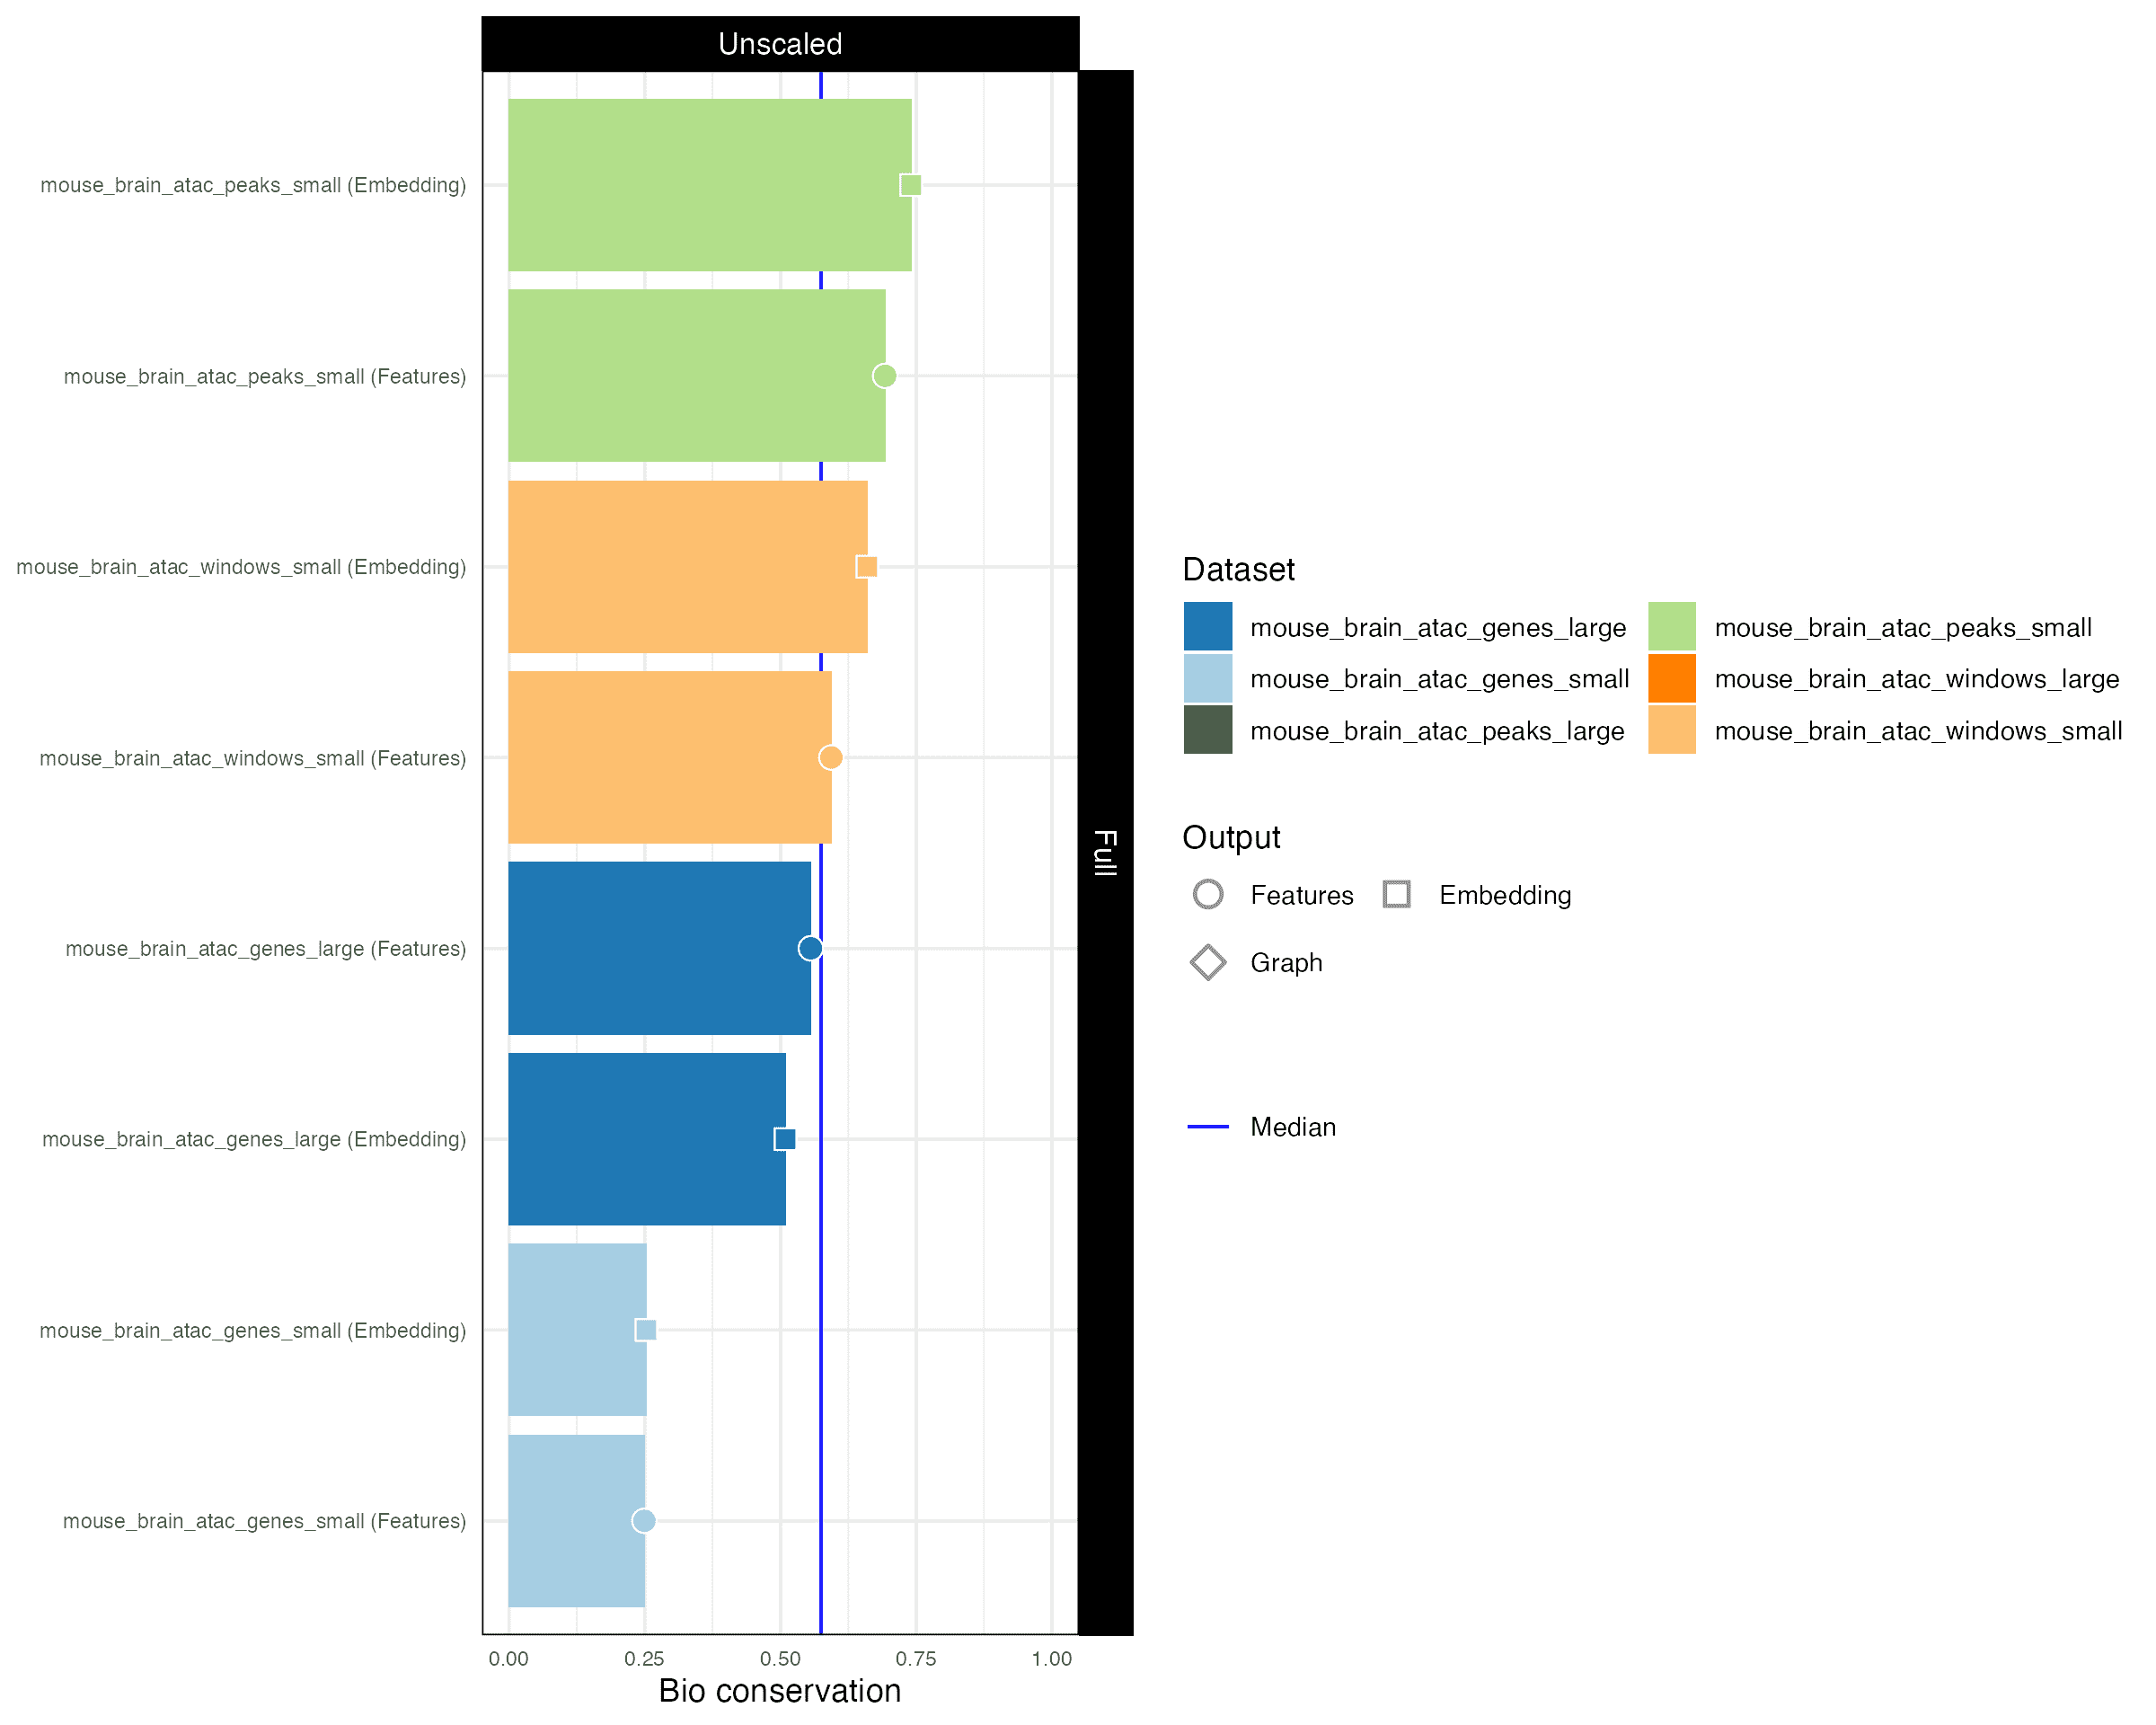 Unscaled
mouse_brain_atac_peaks_small (Embedding)
mouse_brain_atac_peaks_small (Features)
mouse_brain_atac_windows_small (Embedding)
mouse_brain_atac_windows_small (Features)
mouse_brain_atac_genes_large (Features)
mouse_brain_atac_genes_large (Embedding)
mouse_brain_atac_genes_small (Embedding)
mouse_brain_atac_genes_small (Features)
0.00 0.25 0.50 0.75 1.00
Bio conservation
Full
Dataset
mouse_brain_atac_genes_large mouse_brain_atac_peaks_small
mouse_brain_atac_genes_small mouse_brain_atac_windows_large
mouse_brain_atac_peaks_large mouse_brain_atac_windows_small
Output
Features Embedding
Graph
Median